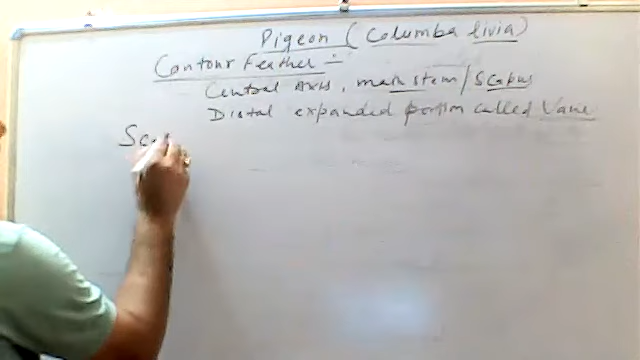 Pigeon (Columba livia)
Contour Feather :-
Central Axis, main stem/Scapus
Distal expanded portion called Vane
Sca